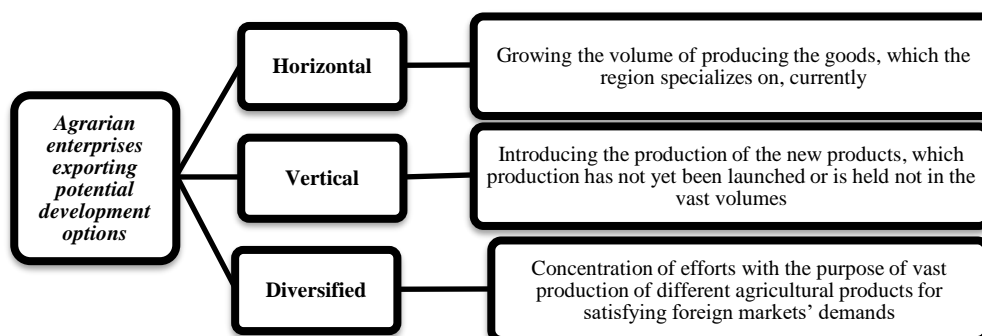 Agrarian
enterprises
exporting
potential
development
options
Horizontal
Growing the volume of producing the goods, which the
region specializes on, currently
Vertical
Introducing the production of the new products, which
production has not yet been launched or is held not in the
vast volumes
Diversified
Concentration of efforts with the purpose of vast
production of different agricultural products for
satisfying foreign markets’ demands